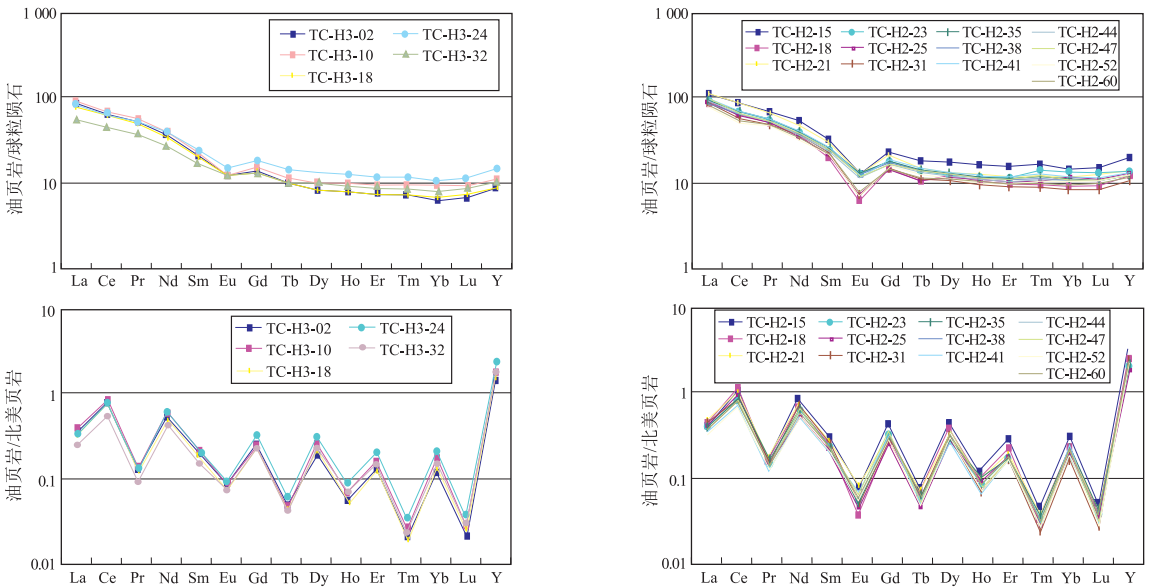 1 000
100
10
1
油页岩/球粒陨石
TC-H3-02 TC-H3-24
TC-H3-10 TC-H3-32
TC-H3-18
La Ce Pr Nd Sm Eu Gd Tb Dy Ho Er Tm Yb Lu Y
1 000
100
10
1
油页岩/球粒陨石
TC-H2-15 TC-H2-23 TC-H2-35 TC-H2-44
TC-H2-18 TC-H2-25 TC-H2-38 TC-H2-47
TC-H2-21 TC-H2-31 TC-H2-41 TC-H2-52
TC-H2-60
La Ce Pr Nd Sm Eu Gd Tb Dy Ho Er Tm Yb Lu Y
10
1
0.1
0.01
油页岩/北美页岩
TC-H3-02 TC-H3-24
TC-H3-10 TC-H3-32
TC-H3-18
La Ce Pr Nd Sm Eu Gd Tb Dy Ho Er Tm Yb Lu Y
10
1
0.1
0.01
油页岩/北美页岩
TC-H2-15 TC-H2-23 TC-H2-35 TC-H2-44
TC-H2-18 TC-H2-25 TC-H2-38 TC-H2-47
TC-H2-21 TC-H2-31 TC-H2-41 TC-H2-52
TC-H2-60
La Ce Pr Nd Sm Eu Gd Tb Dy Ho Er Tm Yb Lu Y